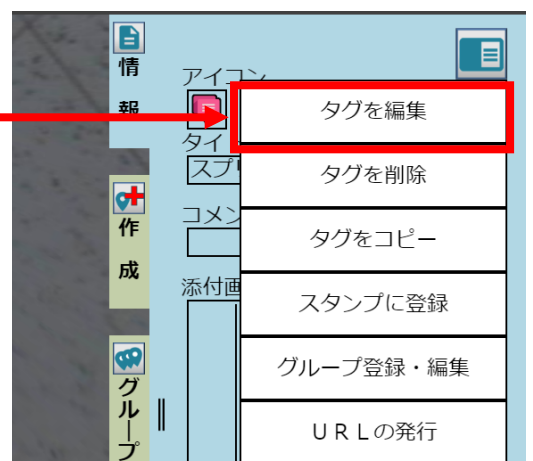 情報
作成
グループ
アイコン
タイ
スプ
コメン
添付画
タグを編集
タグを削除
タグをコピー
スタンプに登録
グループ登録・編集
ＵＲＬの発行